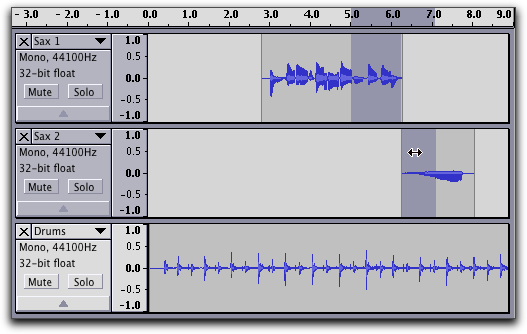 - 3.0 - 2.0 - 1.0 0.0 1.0 2.0 3.0 4.0 5.0 6.0 7.0 8.0 9.0
Sax 1
Mono, 44100Hz
32-bit float
Mute Solo
1.0
0.5
0.0
-0.5
-1.0
Sax 2
Mono, 44100Hz
32-bit float
Mute Solo
1.0
0.5
0.0
-0.5
-1.0
Drums
Mono, 44100Hz
32-bit float
Mute Solo
1.0
0.5
0.0
-0.5
-1.0